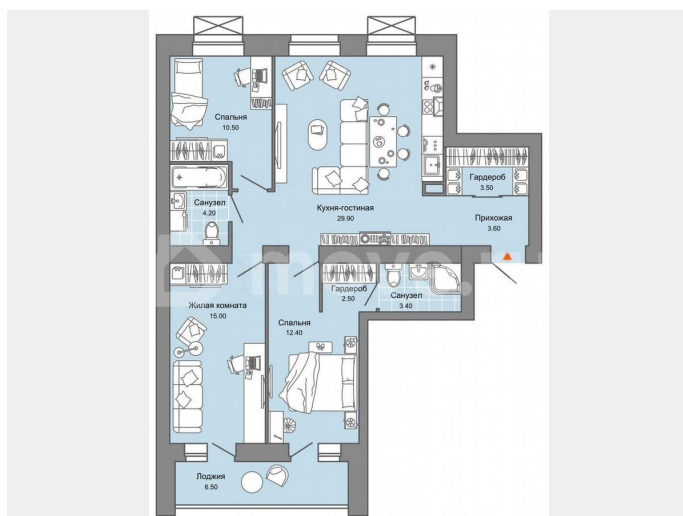 Спальня
10.50
Гардероб
3.50
Санузел
4.20
Кухня-гостиная
29.90
Прихожая
3.60
Гардероб
2.50
Санузел
3.40
Жилая комната
15.00
Спальня
12.40
Лоджия
6.50